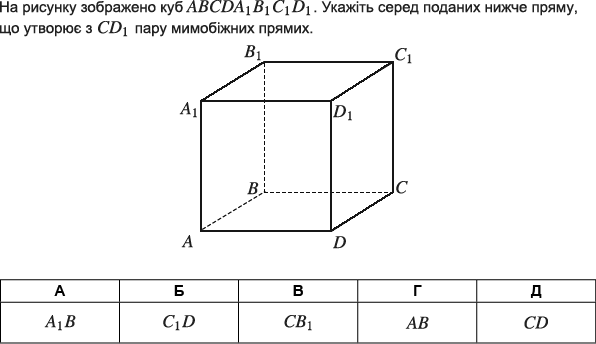 На рисунку зображено куб ABCDA₁B₁C₁D₁. Укажіть серед поданих нижче пряму,
що утворює з CD₁ пару мимобіжних прямих.
B₁ C₁
A₁ D₁
B C
A D
А Б В Г Д
A₁B C₁D CB₁ AB CD